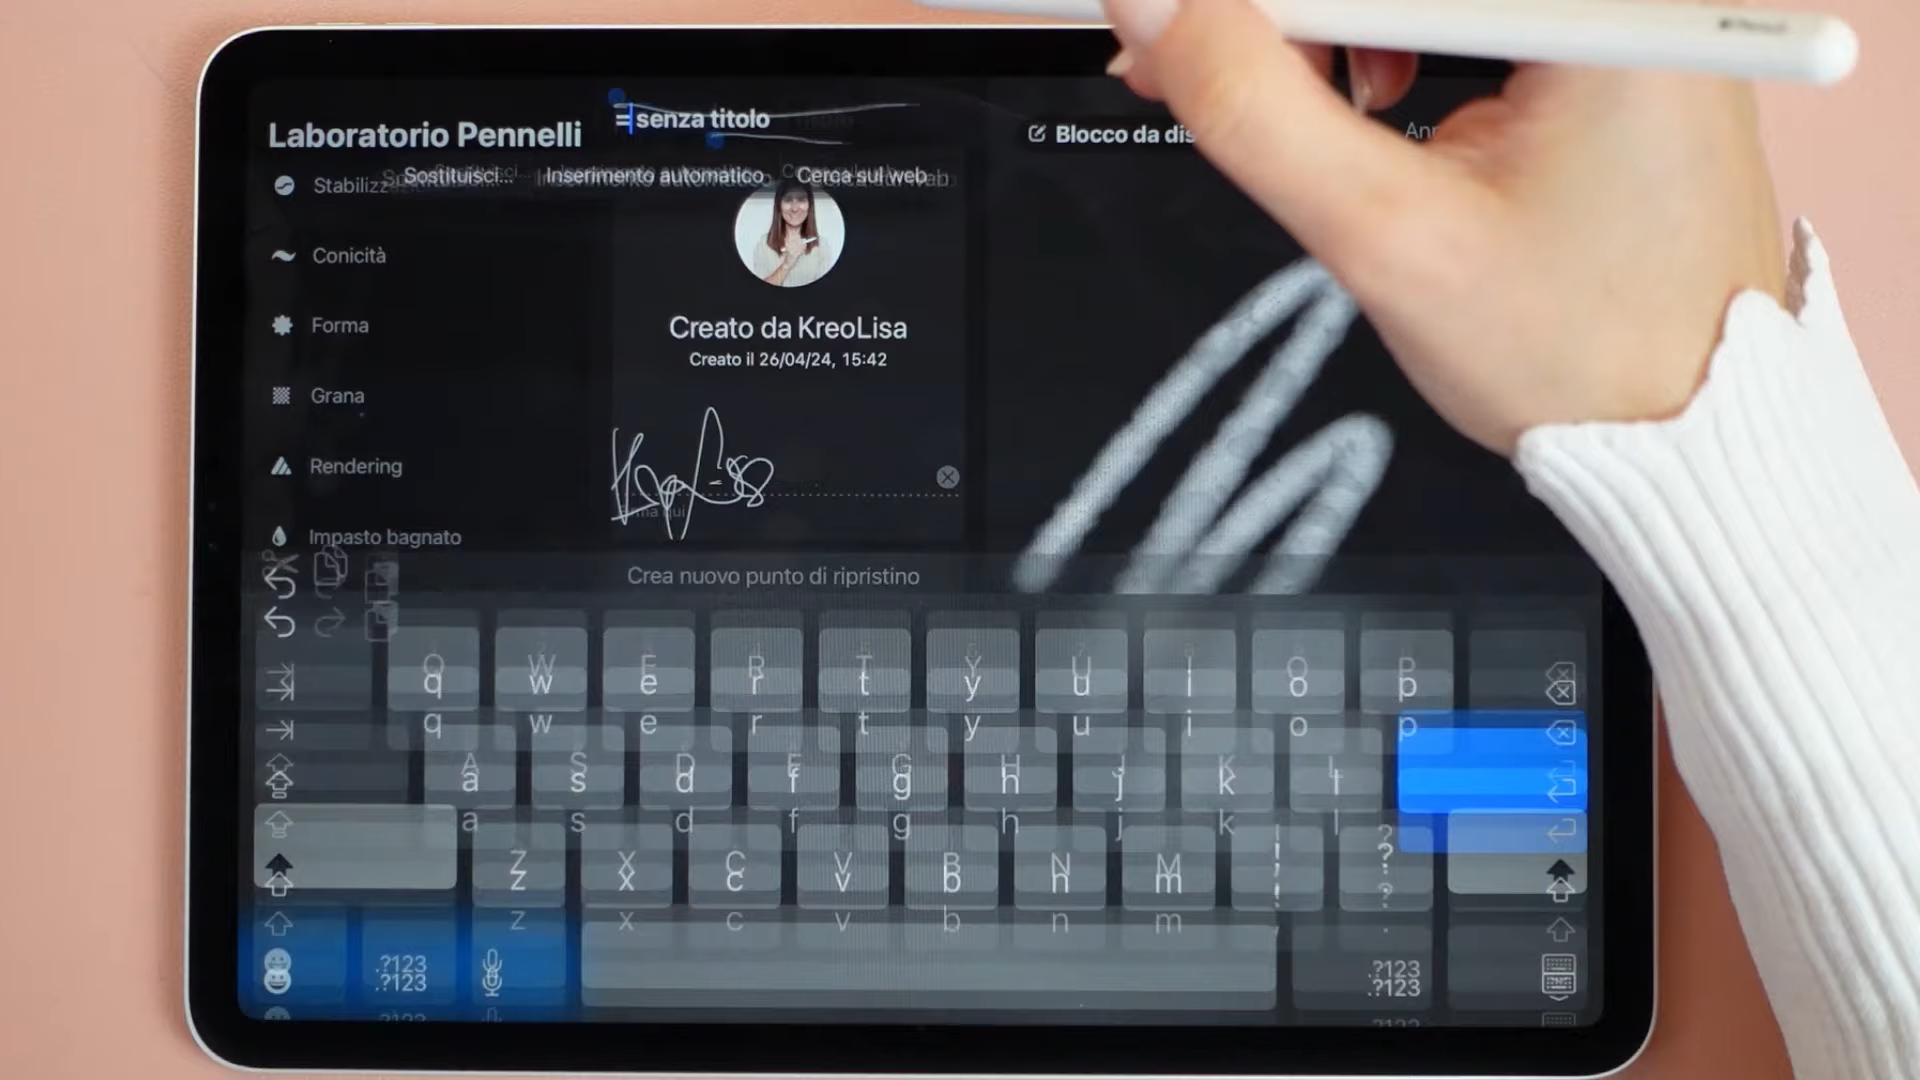 Laboratorio Pennelli
=senza titolo
Blocco da dis
Ann
Stabilizz
Sostituisci...
Inserimento automatico
Cerca sul web
Conicità
Forma
Grana
Rendering
Impasto bagnato
Creato da KreoLisa
Creato il 26/04/24, 15:42
Crea nuovo punto di ripristino
q w e r t y u i o p
a s d f g h j k l
z x c v b n m ! ?
.?123
.?123